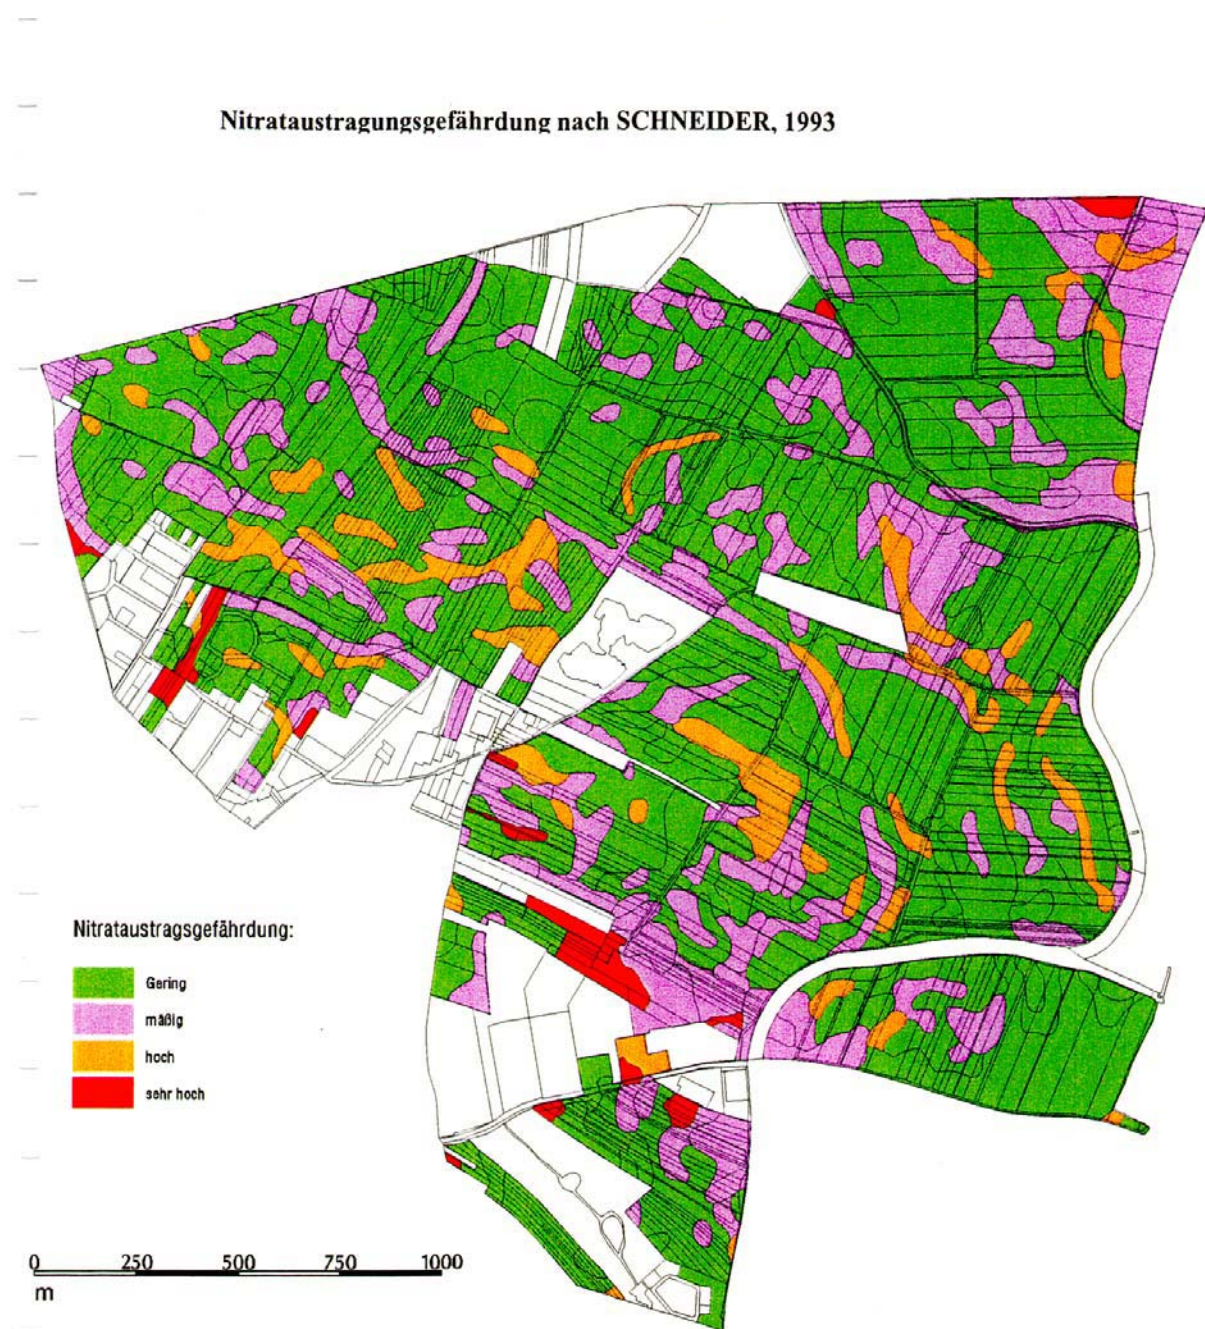 Nitrataustragungsgefährdung nach SCHNEIDER, 1993
Nitrataustragsgefährdung:
Gering
mäßig
hoch
sehr hoch
0 250 500 750 1000
m